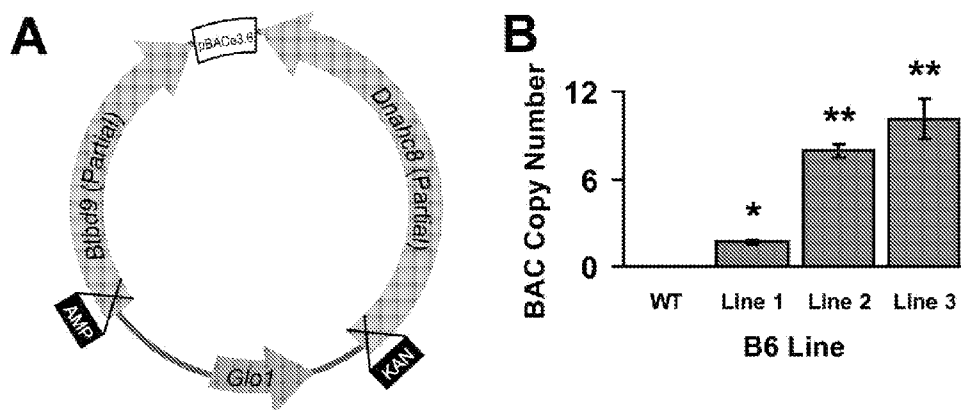 A
pBACe3.6
Btbd9 (Partial)
Dnahc8 (Partial)
AMP
KAN
Glo1
B
BAC Copy Number
12
6
0
*
**
**
WT
Line 1
Line 2
Line 3
B6 Line